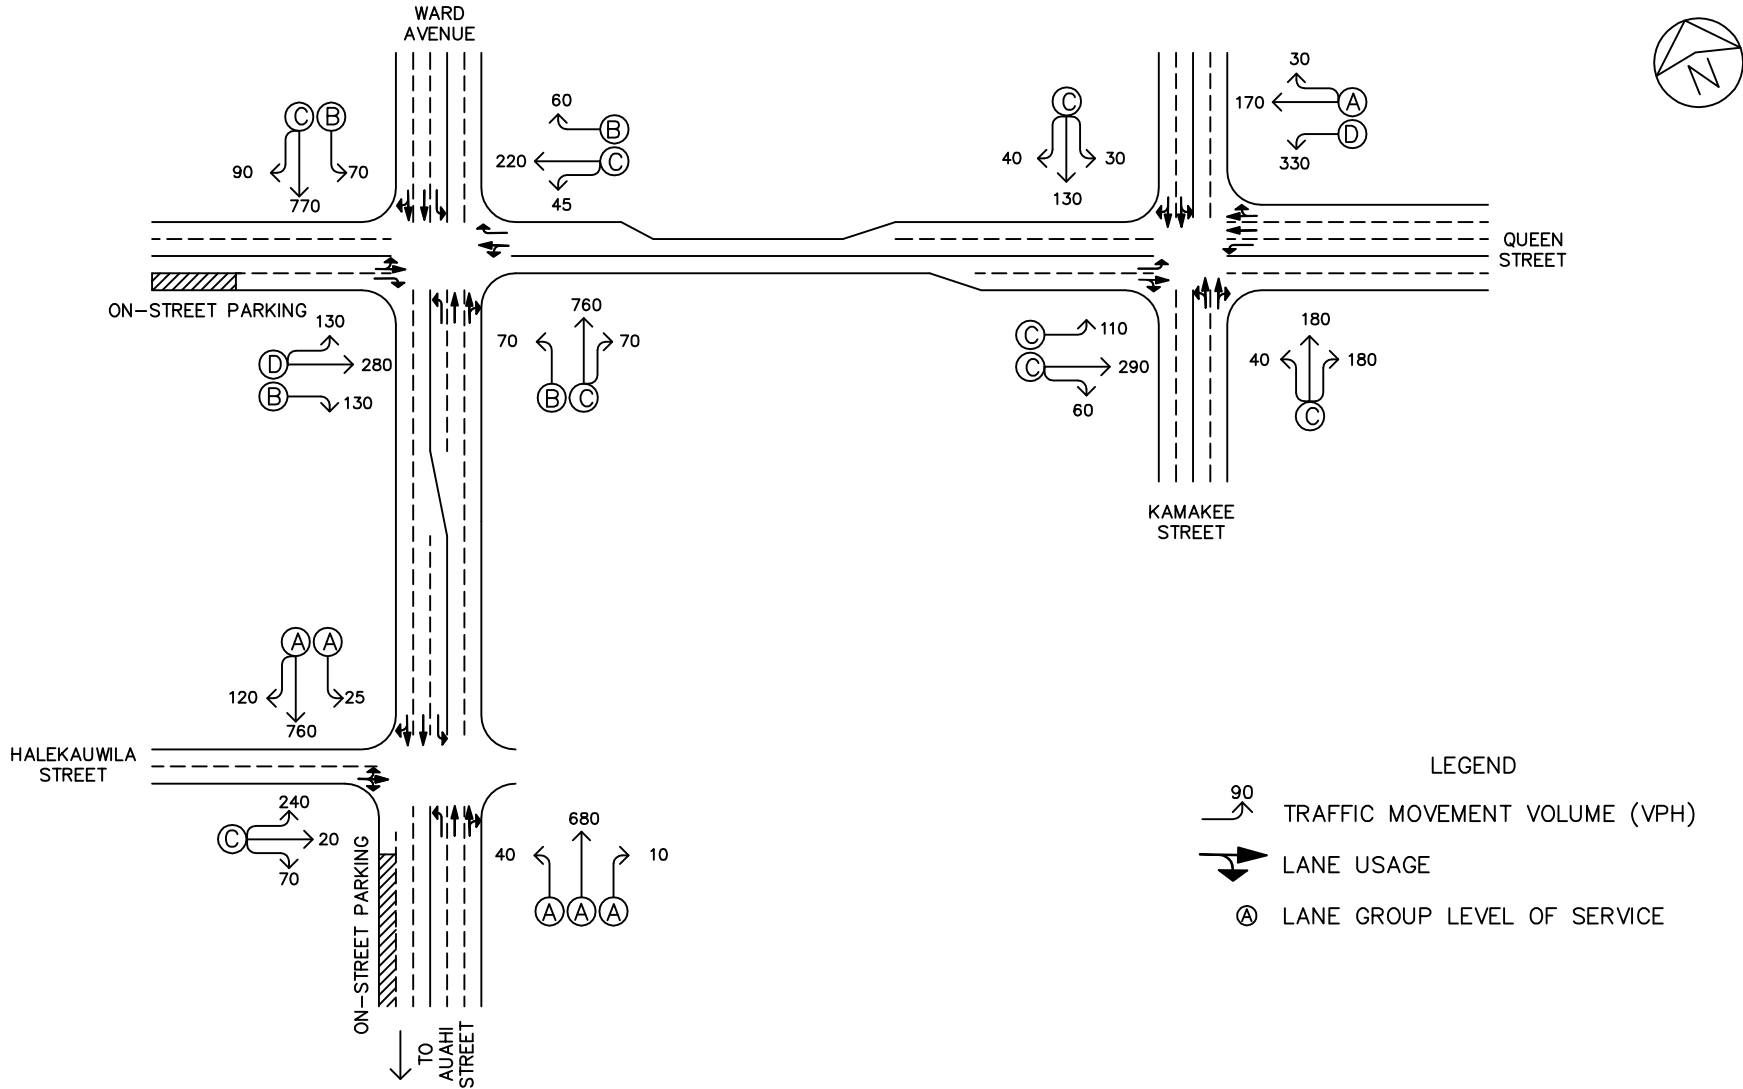 WARD
AVENUE
N
C B
90
70
770
60
B
220
C
45
C
40
30
130
30
170
A
D
330
QUEEN
STREET
ON-STREET PARKING
130
D
280
B
130
760
70
70
B C
C
110
C
290
60
180
40
180
C
KAMAKEE
STREET
A A
120
25
760
HALEKAUWILA
STREET
240
C
20
70
ON-STREET PARKING
680
40
10
A A A
TO
AUAHI
STREET
LEGEND
90
TRAFFIC MOVEMENT VOLUME (VPH)
LANE USAGE
A LANE GROUP LEVEL OF SERVICE